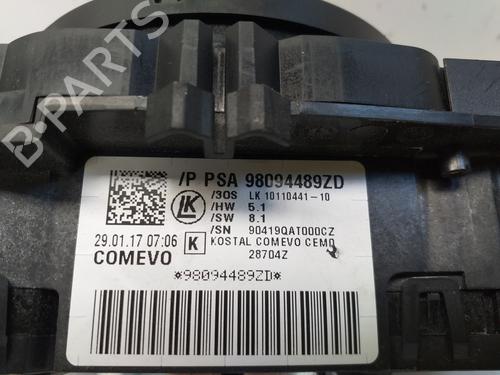 B-PARTS
/P PSA 98094489ZD
/3OS LK 10110441-10
/HW 5.1
/SW 8.1
/SN 90419QAT000CZ
LK
K
KOSTAL COMEVO CEMO
28704Z
29.01.17 07:06
COMEVO
*98094489ZD*